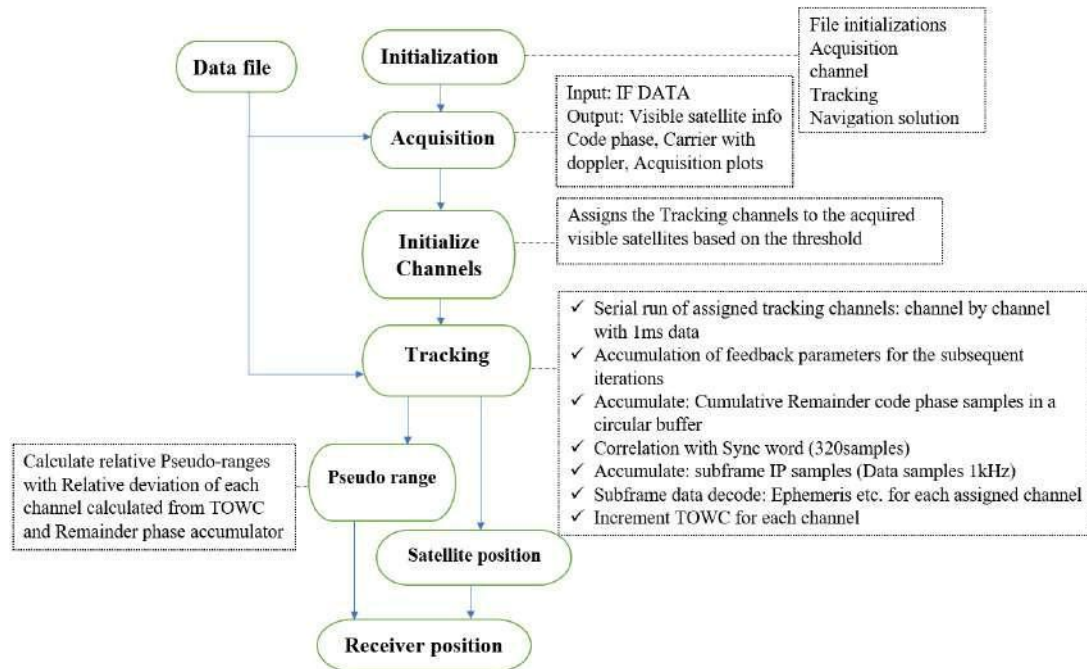 Data file
Initialization
File initializations
Acquisition
channel
Tracking
Navigation solution
Acquisition
Input: IF DATA
Output: Visible satellite info
Code phase, Carrier with
doppler, Acquisition plots
Initialize
Channels
Assigns the Tracking channels to the acquired
visible satellites based on the threshold
Tracking
✓ Serial run of assigned tracking channels: channel by channel
with 1ms data
✓ Accumulation of feedback parameters for the subsequent
iterations
✓ Accumulate: Cumulative Remainder code phase samples in a
circular buffer
✓ Correlation with Sync word (320samples)
✓ Accumulate: subframe IP samples (Data samples 1kHz)
✓ Subframe data decode: Ephemeris etc. for each assigned channel
✓ Increment TOWC for each channel
Calculate relative Pseudo-ranges
with Relative deviation of each
channel calculated from TOWC
and Remainder phase accumulator
Pseudo range
Satellite position
Receiver position